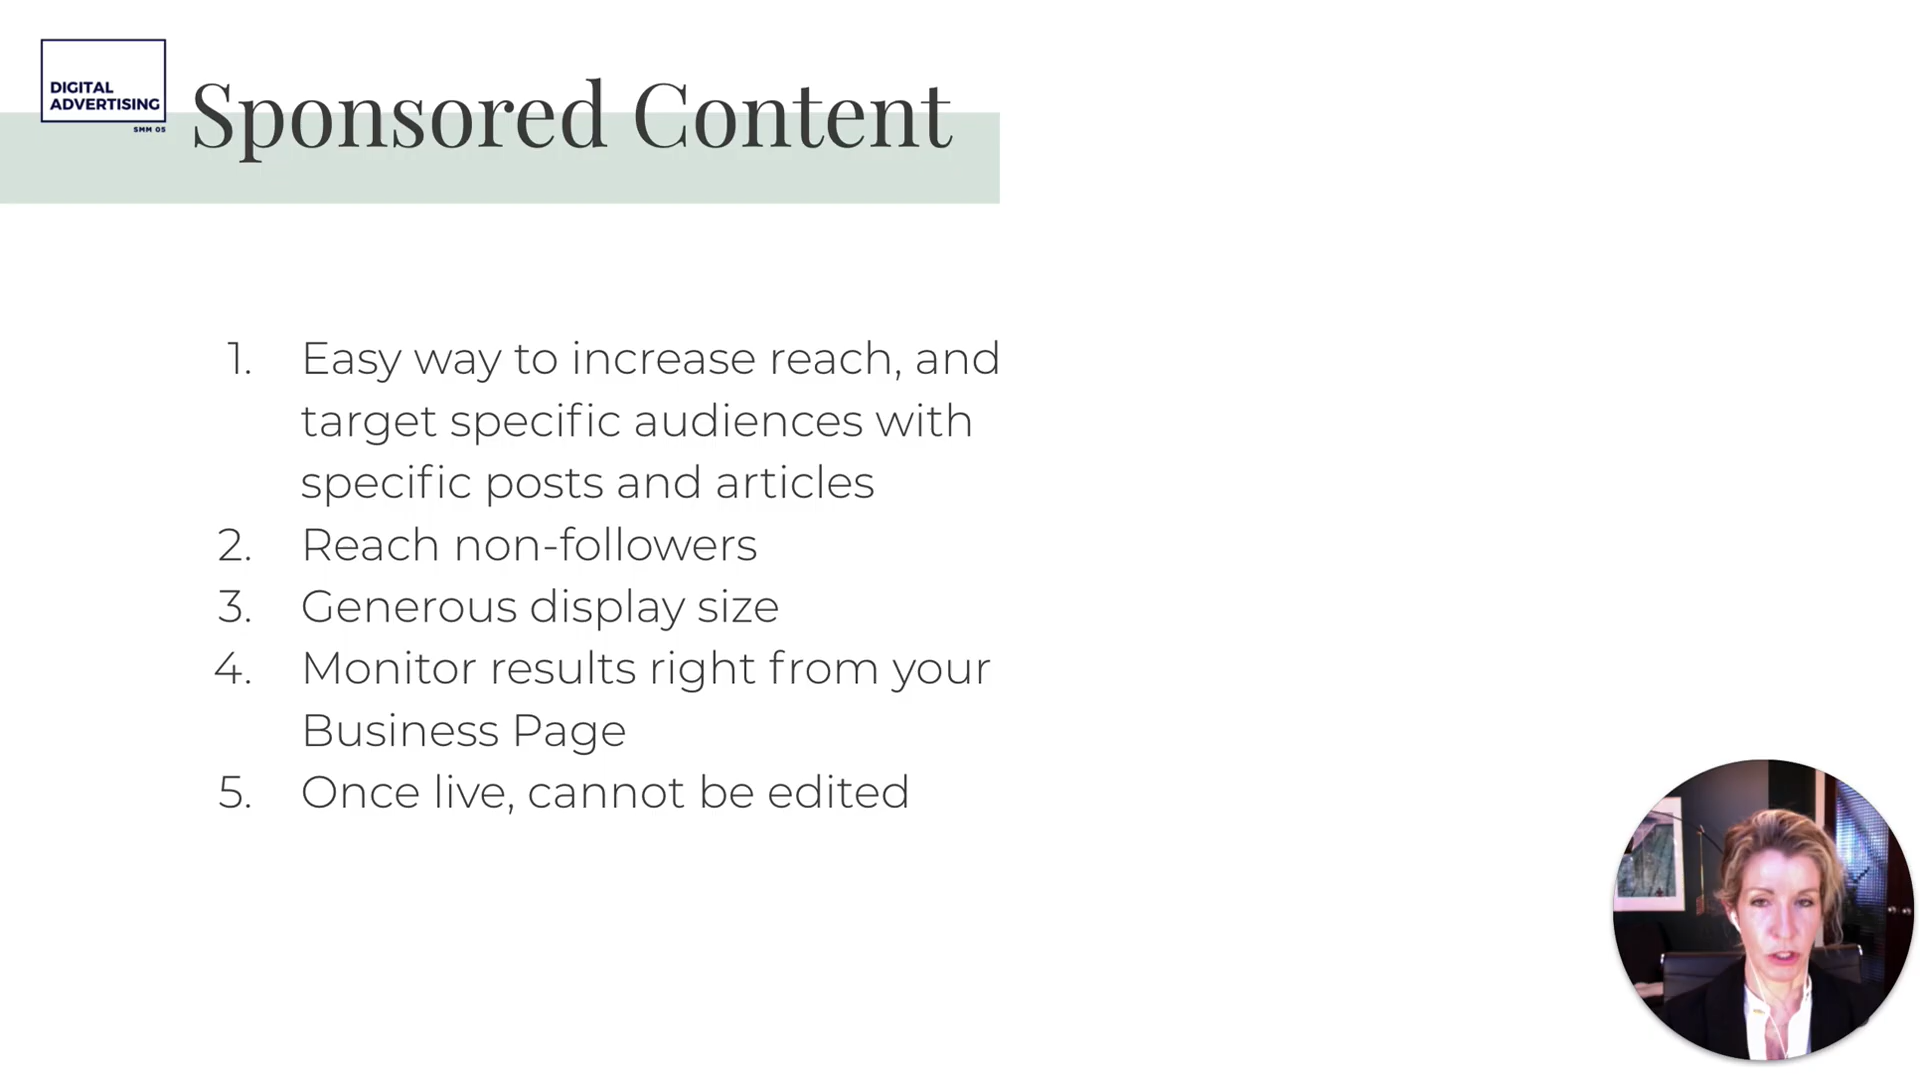 DIGITAL
ADVERTISING
SMM 05
Sponsored Content
1. Easy way to increase reach, and
target specific audiences with
specific posts and articles
2. Reach non-followers
3. Generous display size
4. Monitor results right from your
Business Page
5. Once live, cannot be edited